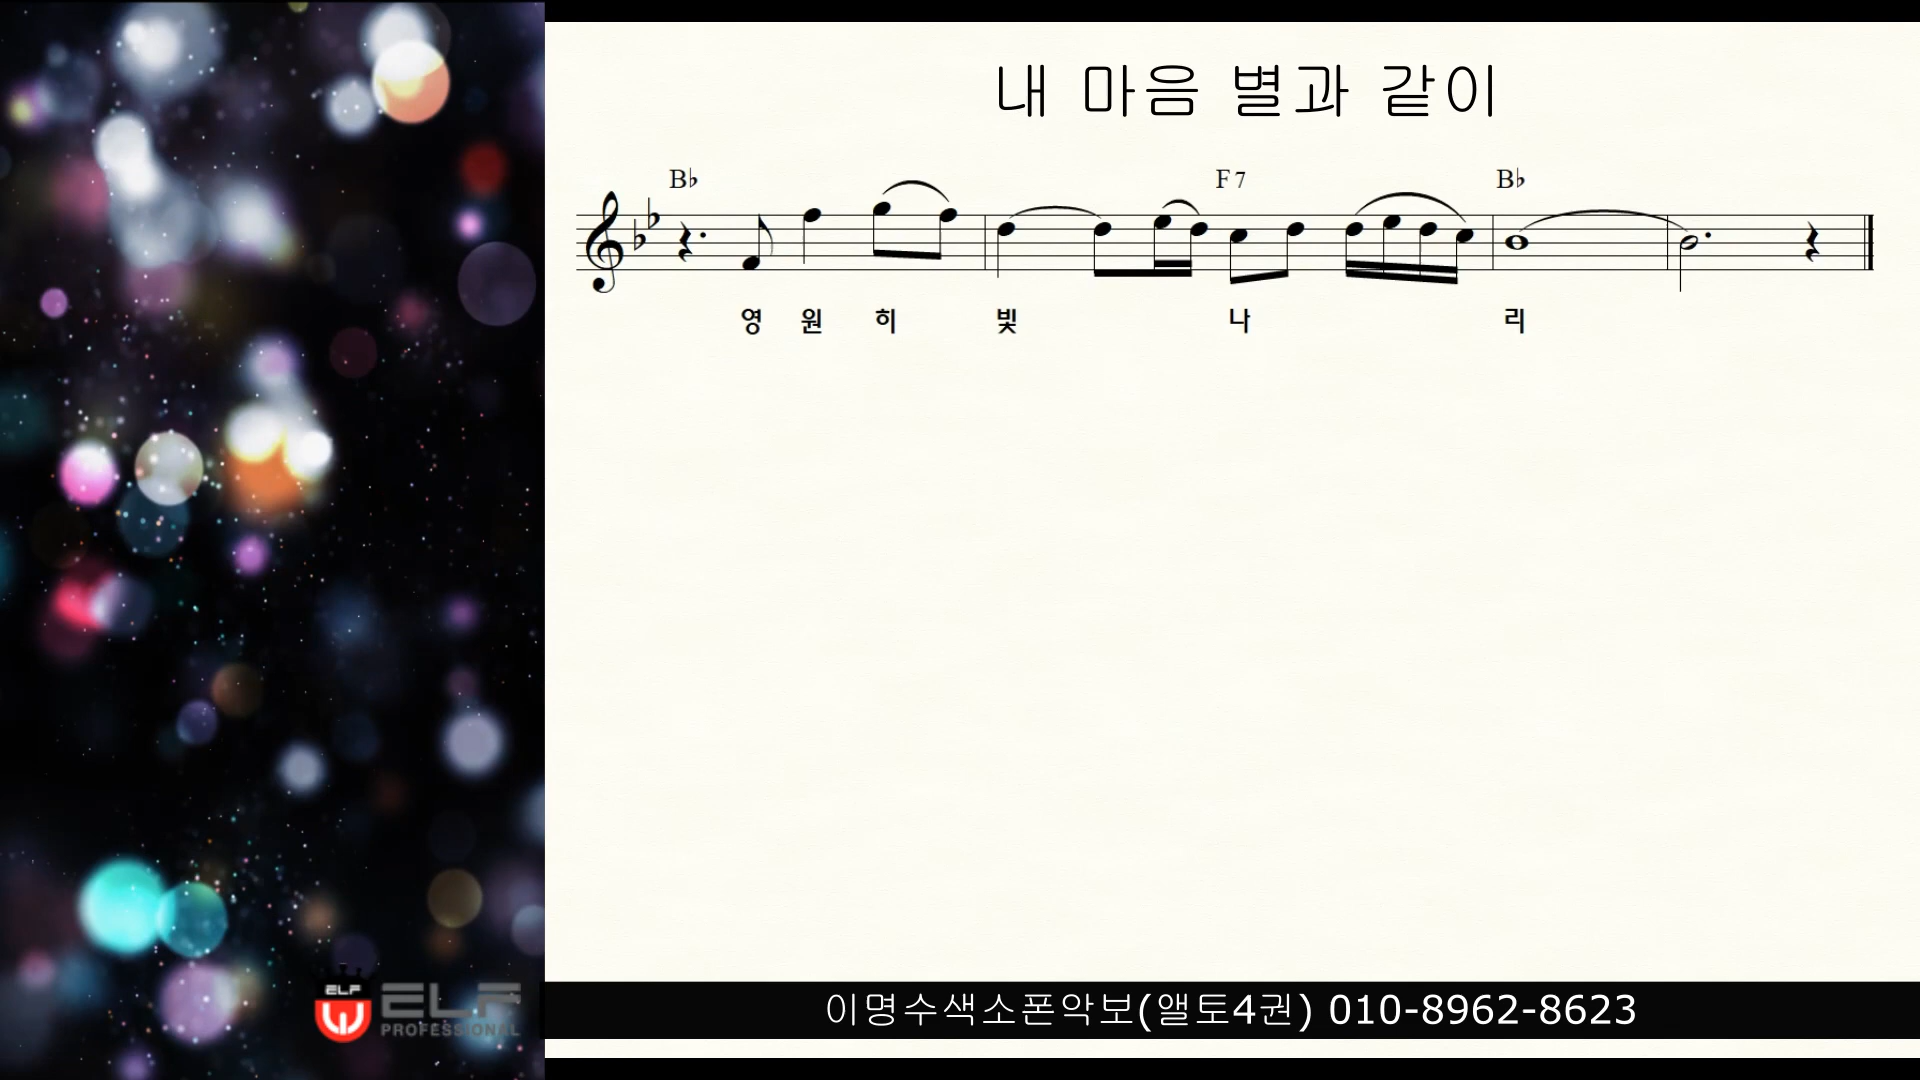 내 마음 별과 같이
B♭ F7 B♭
영 원 히 빛 나 리
ELF
ELF
PROFESSIONAL
이명수색소폰악보(앨토4권) 010-8962-8623